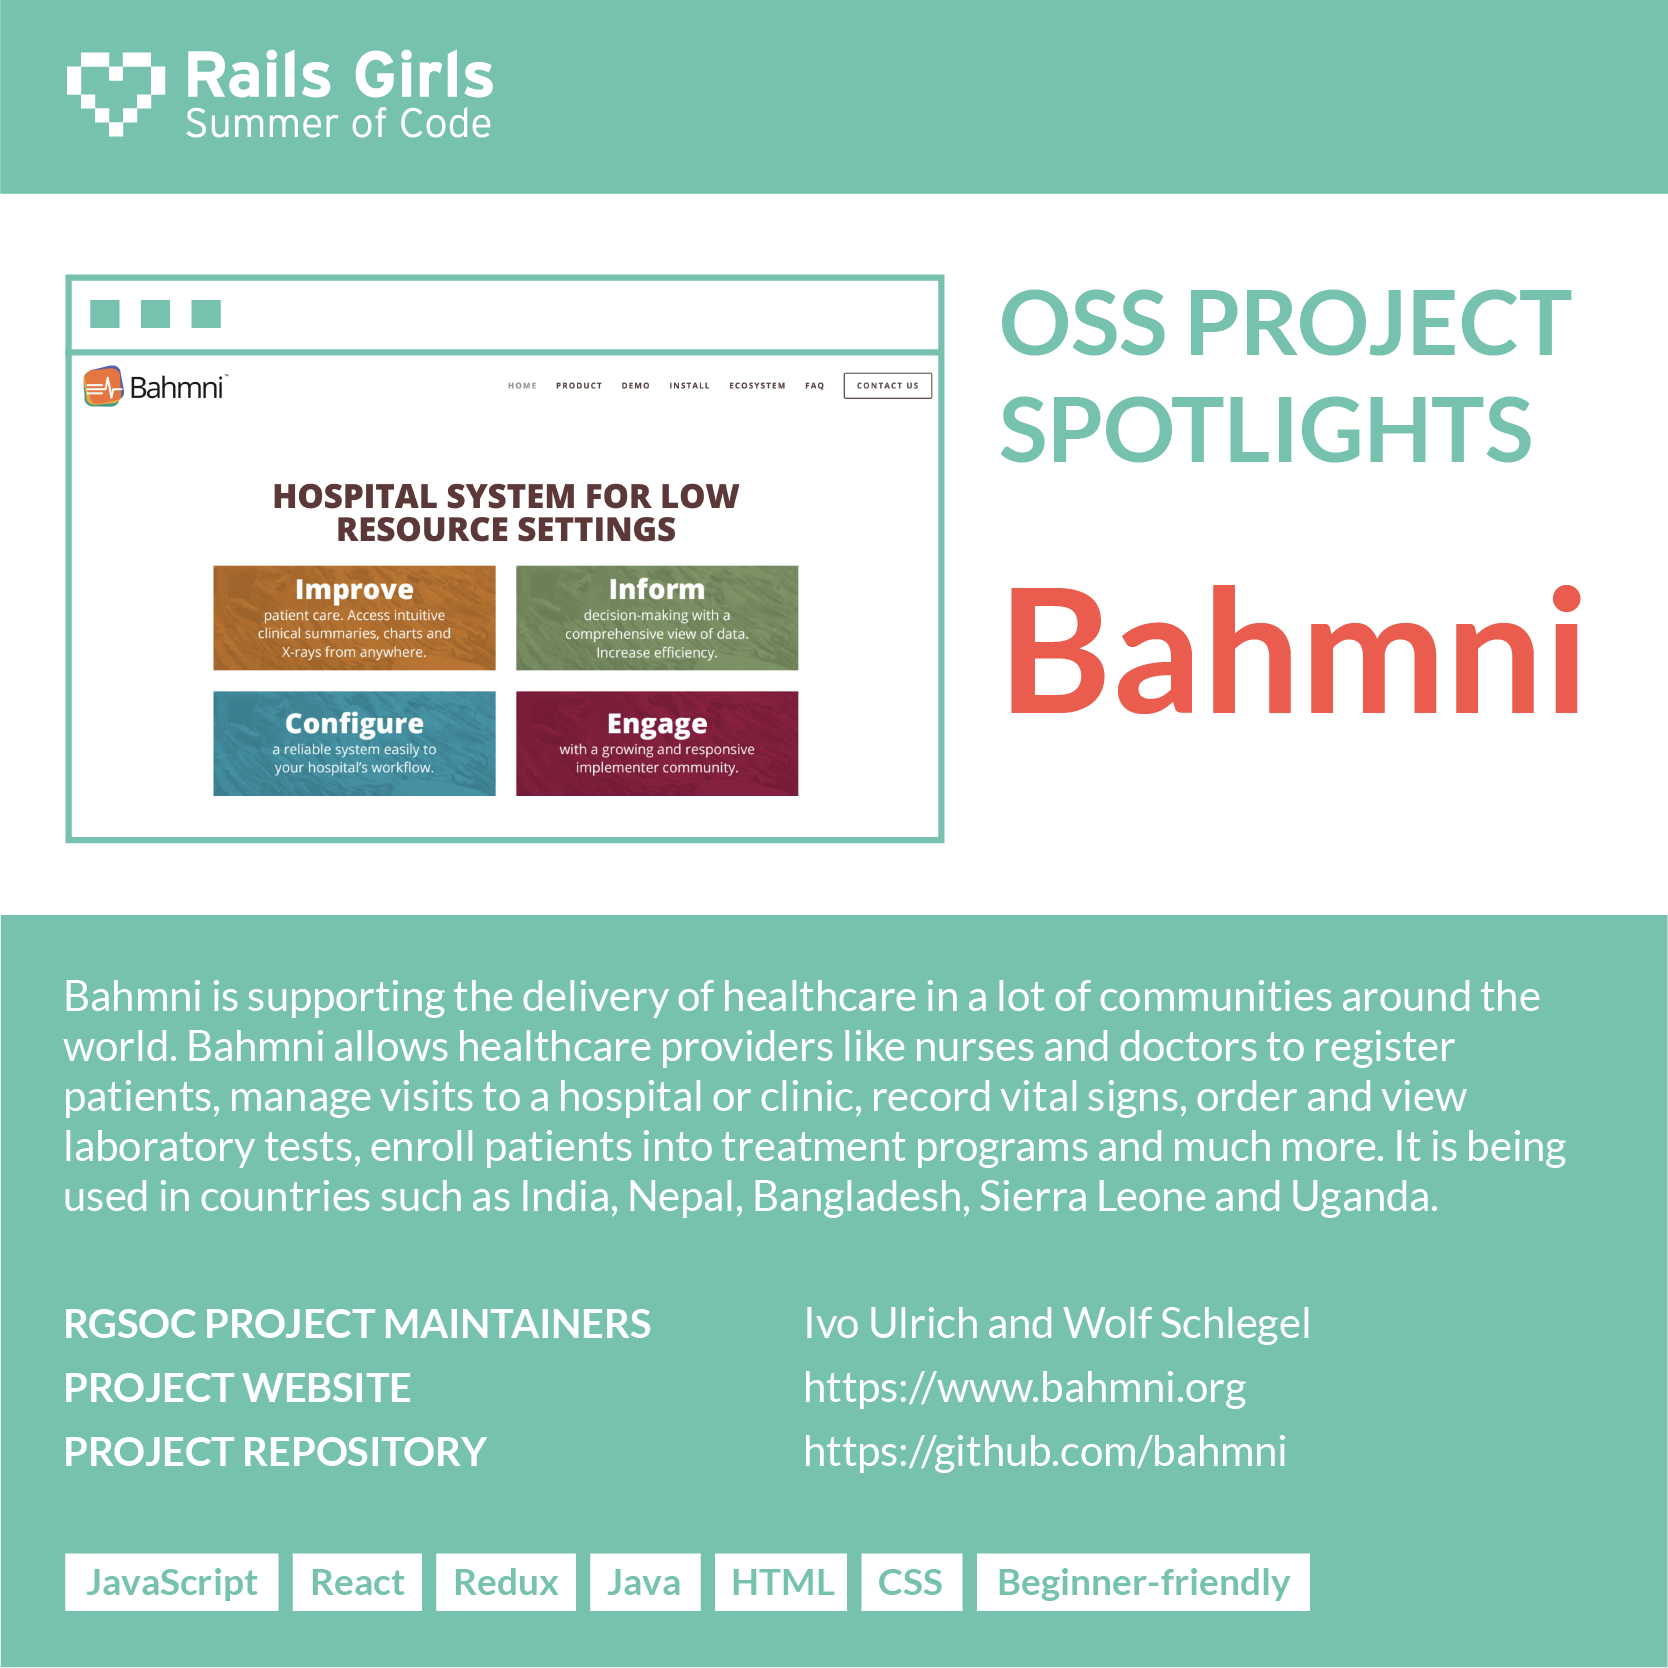 Rails Girls
Summer of Code
Bahmni™
HOME PRODUCT DEMO INSTALL ECOSYSTEM FAQ CONTACT US
HOSPITAL SYSTEM FOR LOW
RESOURCE SETTINGS
Improve
patient care. Access intuitive
clinical summaries, charts and
X-rays from anywhere.
Inform
decision-making with a
comprehensive view of data.
Increase efficiency.
Configure
a reliable system easily to
your hospital's workflow.
Engage
with a growing and responsive
implementer community.
OSS PROJECT
SPOTLIGHTS
Bahmni
Bahmni is supporting the delivery of healthcare in a lot of communities around the
world. Bahmni allows healthcare providers like nurses and doctors to register
patients, manage visits to a hospital or clinic, record vital signs, order and view
laboratory tests, enroll patients into treatment programs and much more. It is being
used in countries such as India, Nepal, Bangladesh, Sierra Leone and Uganda.
RGSOC PROJECT MAINTAINERS Ivo Ulrich and Wolf Schlegel
PROJECT WEBSITE https://www.bahmni.org
PROJECT REPOSITORY https://github.com/bahmni
JavaScript React Redux Java HTML CSS Beginner-friendly